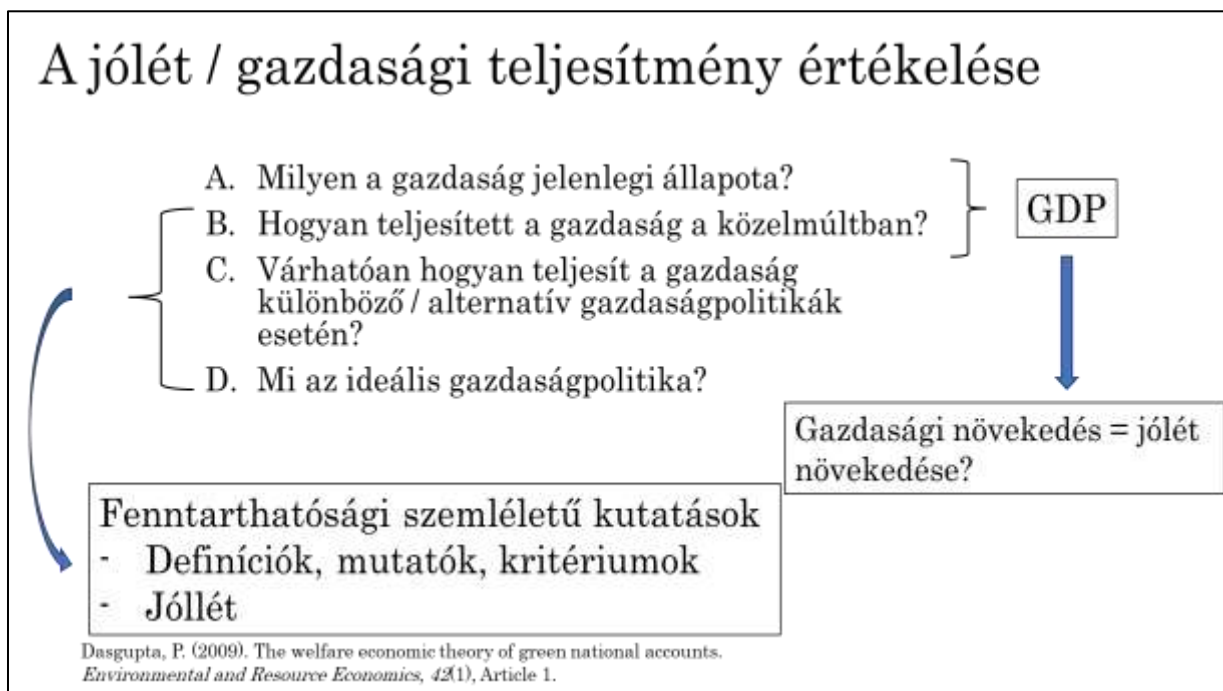 A jólét / gazdasági teljesítmény értékelése
A. Milyen a gazdaság jelenlegi állapota?
B. Hogyan teljesített a gazdaság a közelmúltban?
C. Várhatóan hogyan teljesít a gazdaság
különböző / alternatív gazdaságpolitikák
esetén?
D. Mi az ideális gazdaságpolitika?
GDP
Gazdasági növekedés = jólét
növekedése?
Fenntarthatósági szemléletű kutatások
- Definíciók, mutatók, kritériumok
- Jóllét
Dasgupta, P. (2009). The welfare economic theory of green national accounts.
Environmental and Resource Economics, 42(1), Article 1.